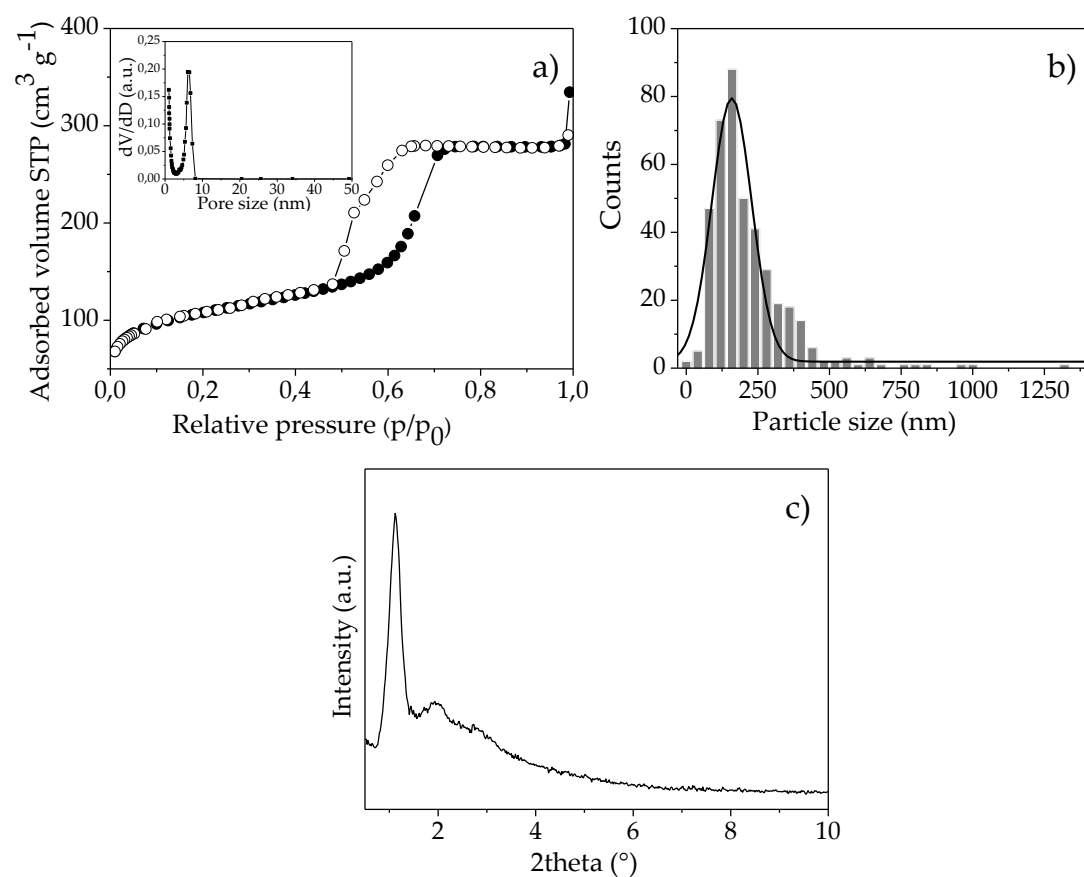 a)
Adsorbed volume STP (cm³ g⁻¹)
400
300
200
100
0,0 0,2 0,4 0,6 0,8 1,0
Relative pressure (p/p₀)
dV/dD (a.u.)
0,25
0,20
0,15
0,10
0,05
0,00
0 10 20 30 40 50
Pore size (nm)
b)
Counts
100
80
60
40
20
0
0 250 500 750 1000 1250
Particle size (nm)
c)
Intensity (a.u.)
2 4 6 8 10
2theta (°)